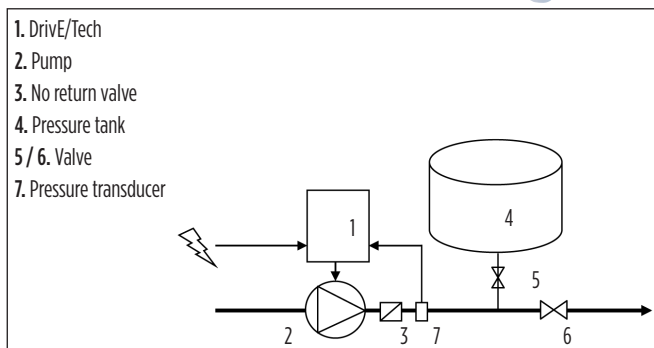 1. DrivE/Tech
2. Pump
3. No return valve
4. Pressure tank
5 / 6. Valve
7. Pressure transducer
1
4
5
2
3
7
6